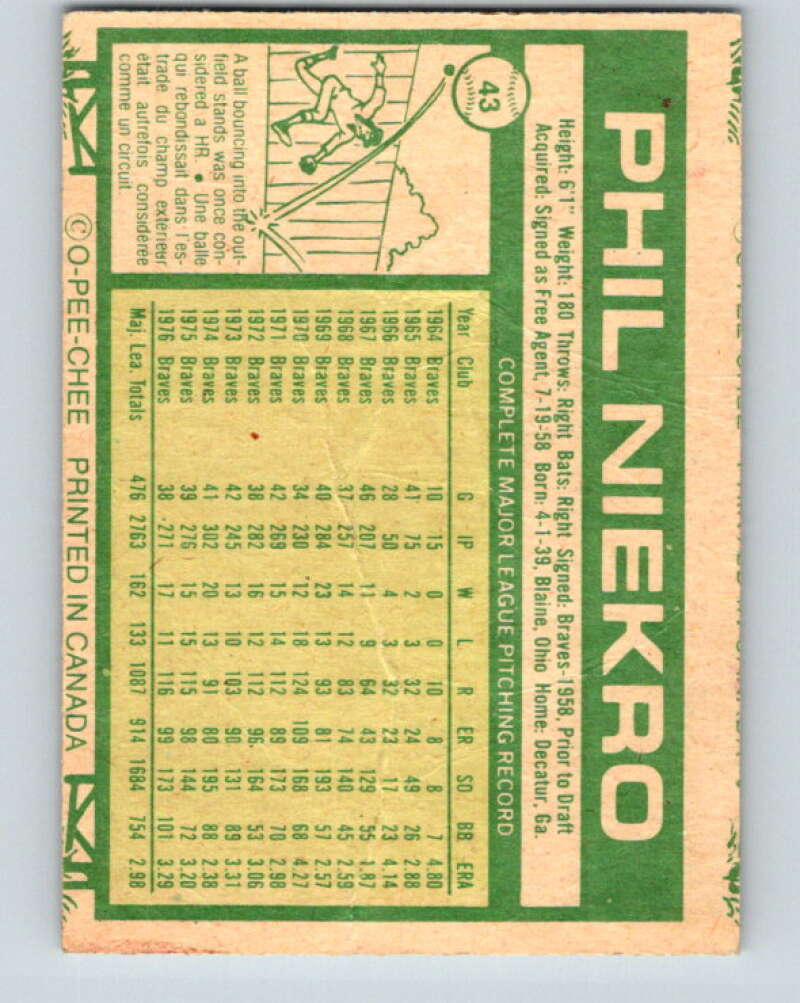 43
PHIL NIEKRO
Height: 6'1" Weight: 180 Throws: Right Bats: Right Signed: Braves-1958, Prior to Draft
Acquired: Signed as Free Agent, 7-19-58 Born: 4-1-39, Blaine, Ohio Home: Decatur, Ga.
COMPLETE MAJOR LEAGUE PITCHING RECORD
Year Club G IP W L R ER SO BB ERA
1964 Braves 10 15 0 0 10 8 8 7 4.80
1965 Braves 41 75 2 3 32 24 49 26 2.88
1966 Braves 28 50 4 3 32 23 17 23 4.14
1967 Braves 46 207 11 9 64 43 129 55 1.87
1968 Braves 37 257 14 12 83 74 140 45 2.59
1969 Braves 40 284 23 13 93 81 193 57 2.57
1970 Braves 34 230 12 18 124 109 168 68 4.27
1971 Braves 42 269 15 14 112 89 173 70 2.98
1972 Braves 38 282 16 12 112 96 164 53 3.06
1973 Braves 42 245 13 10 103 90 131 89 3.31
1974 Braves 41 302 20 13 91 80 195 88 2.38
1975 Braves 39 276 15 15 115 98 144 72 3.20
1976 Braves 38 271 17 11 116 99 173 101 3.29
Maj. Lea. Totals 476 2763 162 133 1087 914 1684 754 2.98
A ball bouncing into the out-
field stands was once con-
sidered a HR. • Une balle
qui rebondissait dans l'es-
trade du champ extérieur
était autrefois considérée
comme un circuit.
©O-PEE-CHEE PRINTED IN CANADA